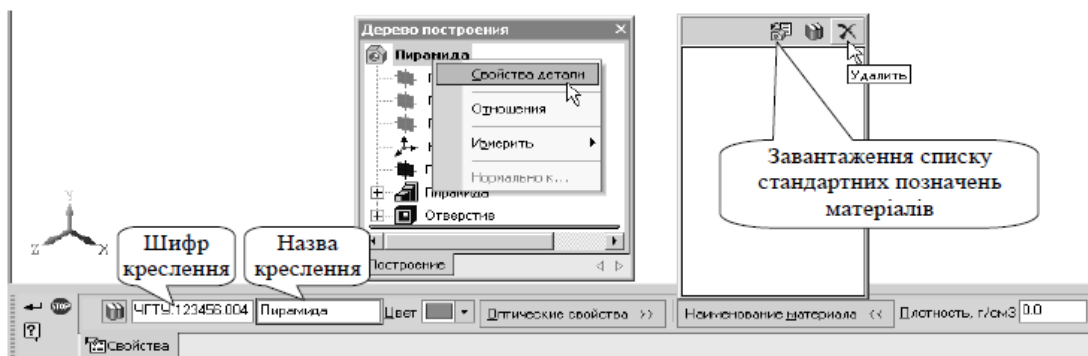 Дерево построения
Пирамида
Свойства детали
Отношения
Измерить
Нормально к...
Пирамида
Отверстие
Построение
Удалить
Завантаження списку
стандартних позначень
матеріалів
Y
Z
X
Шифр
креслення
Назва
креслення
STOP
ЧГТУ.123456.004
Пирамида
Цвет
Оптические свойства >>
Наименование материала <<
Плотность, г/см3
0.0
Свойства